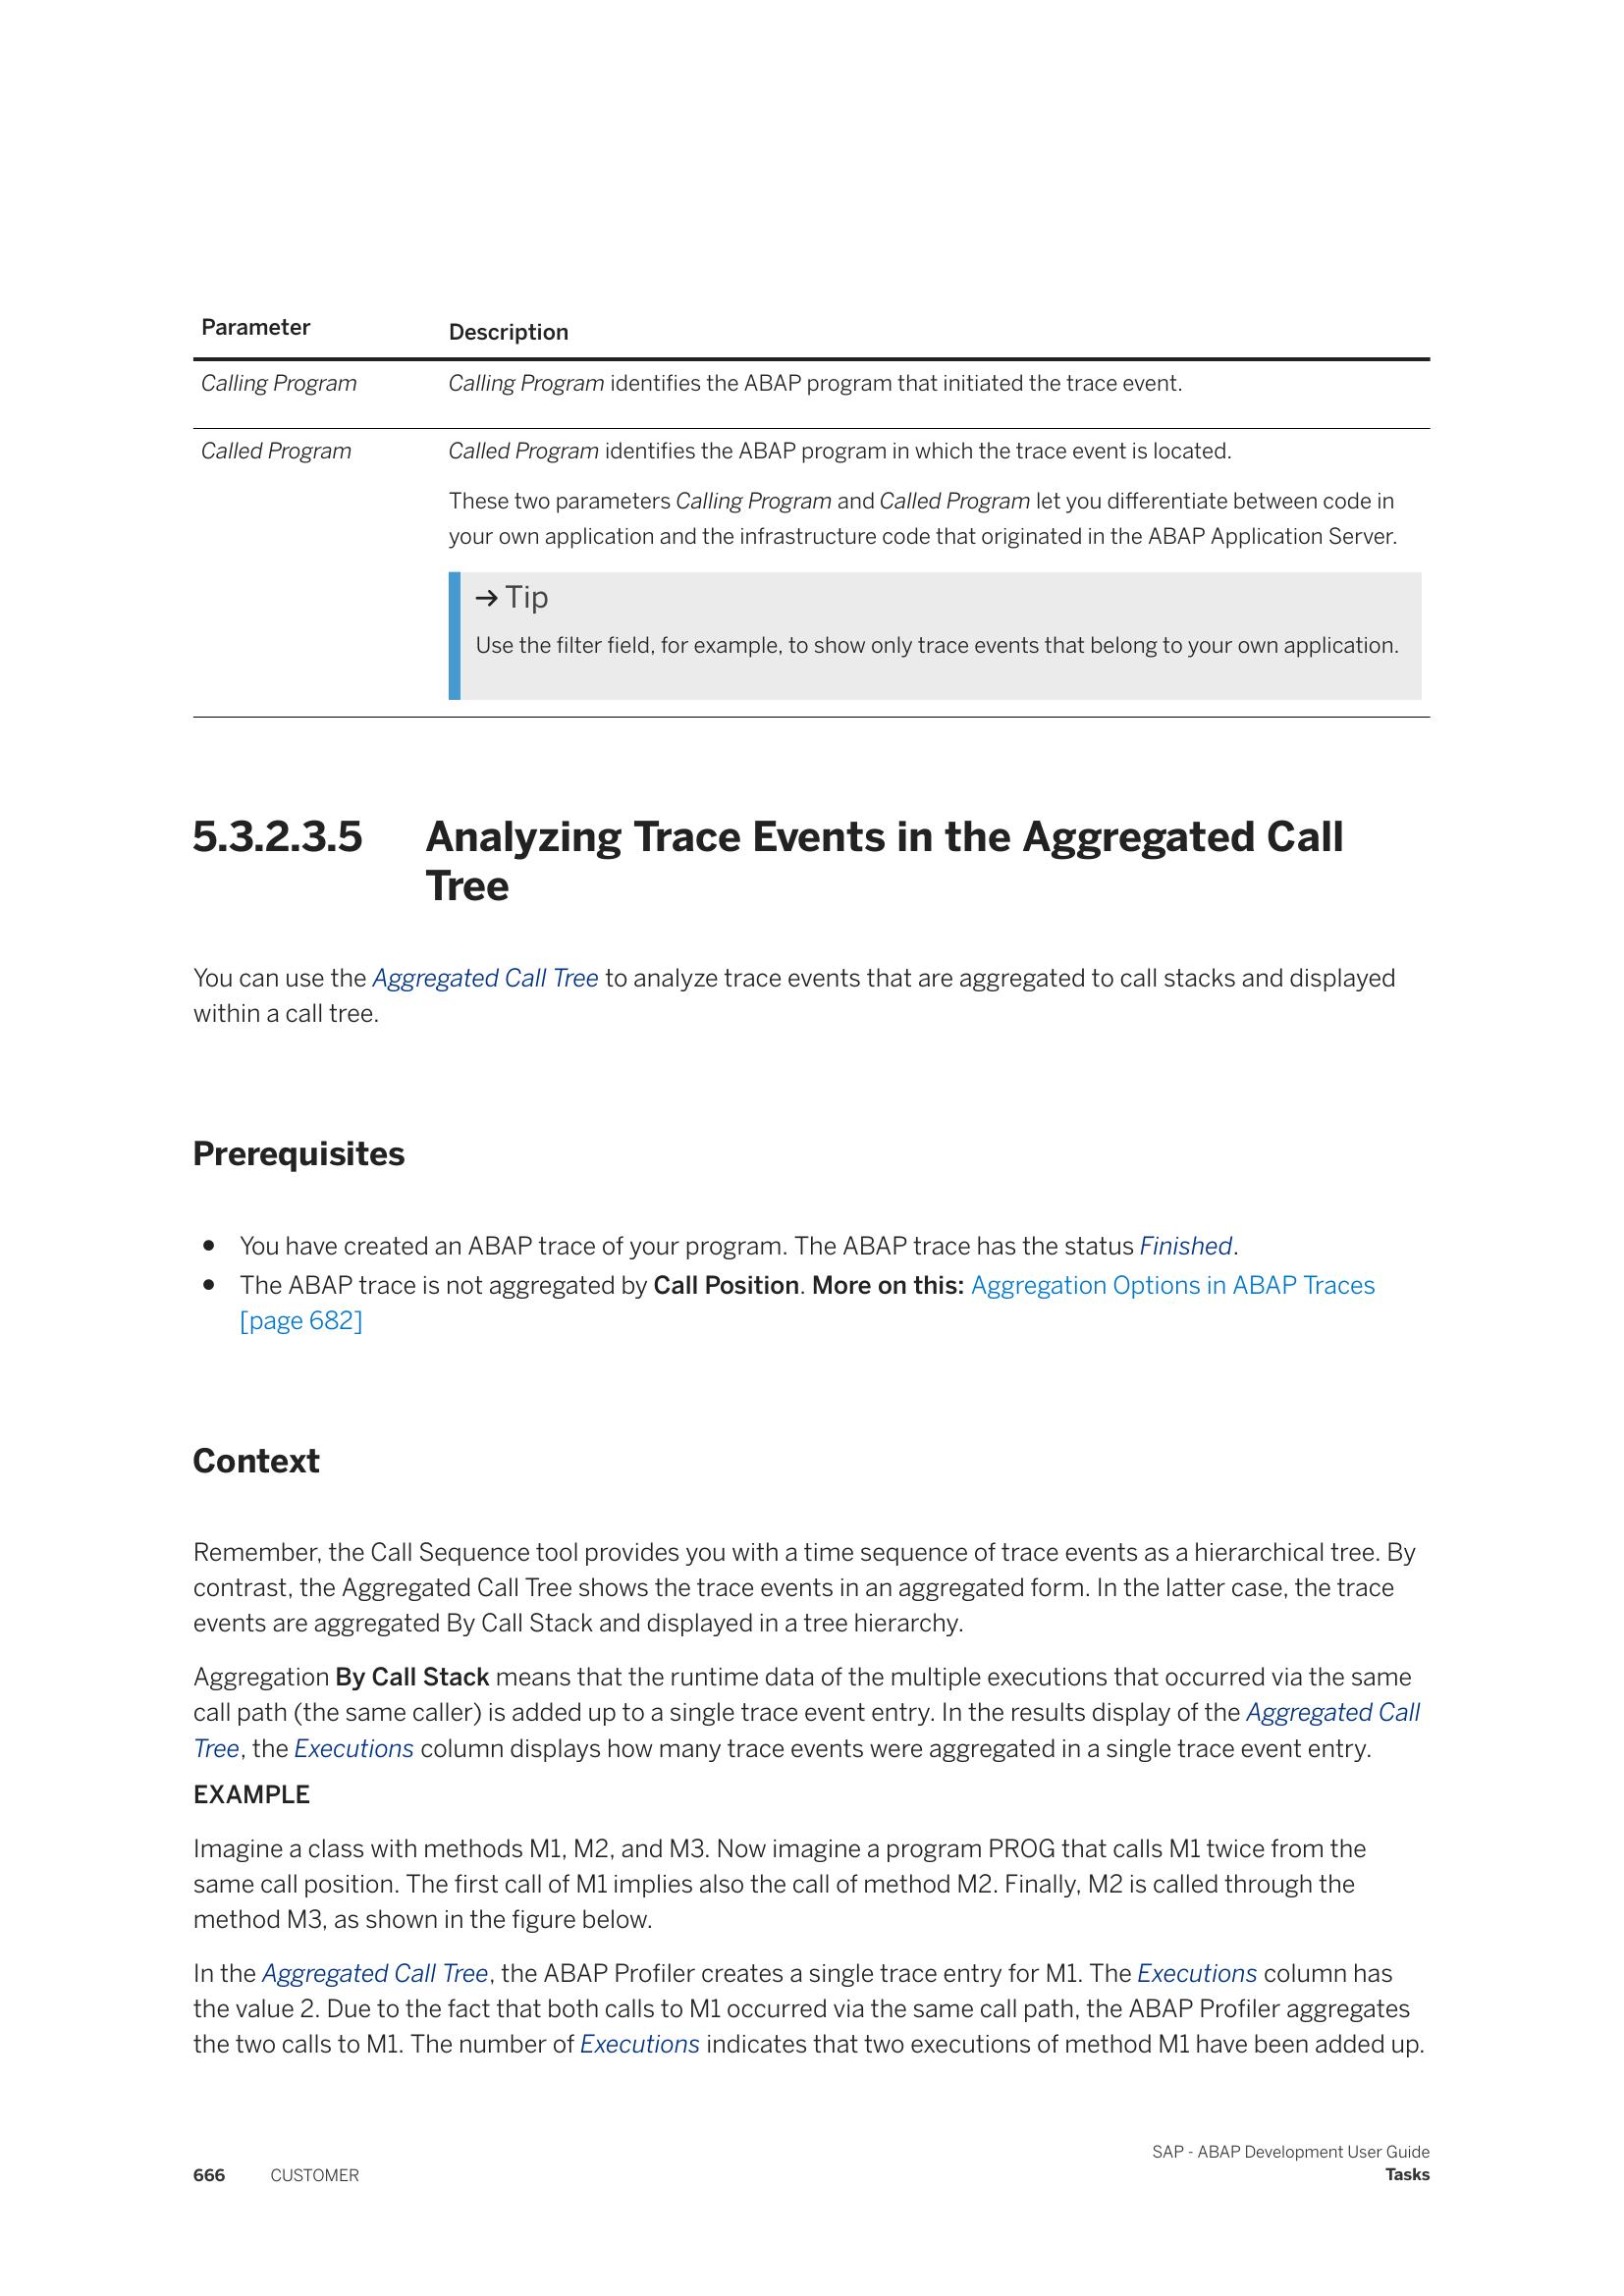 Parameter Description
Calling Program Calling Program identifies the ABAP program that initiated the trace event.
Called Program Called Program identifies the ABAP program in which the trace event is located.
These two parameters Calling Program and Called Program let you differentiate between code in
your own application and the infrastructure code that originated in the ABAP Application Server.
→ Tip
Use the filter field, for example, to show only trace events that belong to your own application.
5.3.2.3.5 Analyzing Trace Events in the Aggregated Call
Tree
You can use the Aggregated Call Tree to analyze trace events that are aggregated to call stacks and displayed
within a call tree.
Prerequisites
● You have created an ABAP trace of your program. The ABAP trace has the status Finished.
● The ABAP trace is not aggregated by Call Position. More on this: Aggregation Options in ABAP Traces
[page 682]
Context
Remember, the Call Sequence tool provides you with a time sequence of trace events as a hierarchical tree. By
contrast, the Aggregated Call Tree shows the trace events in an aggregated form. In the latter case, the trace
events are aggregated By Call Stack and displayed in a tree hierarchy.
Aggregation By Call Stack means that the runtime data of the multiple executions that occurred via the same
call path (the same caller) is added up to a single trace event entry. In the results display of the Aggregated Call
Tree, the Executions column displays how many trace events were aggregated in a single trace event entry.
EXAMPLE
Imagine a class with methods M1, M2, and M3. Now imagine a program PROG that calls M1 twice from the
same call position. The first call of M1 implies also the call of method M2. Finally, M2 is called through the
method M3, as shown in the figure below.
In the Aggregated Call Tree, the ABAP Profiler creates a single trace entry for M1. The Executions column has
the value 2. Due to the fact that both calls to M1 occurred via the same call path, the ABAP Profiler aggregates
the two calls to M1. The number of Executions indicates that two executions of method M1 have been added up.
SAP - ABAP Development User Guide
666 CUSTOMER Tasks